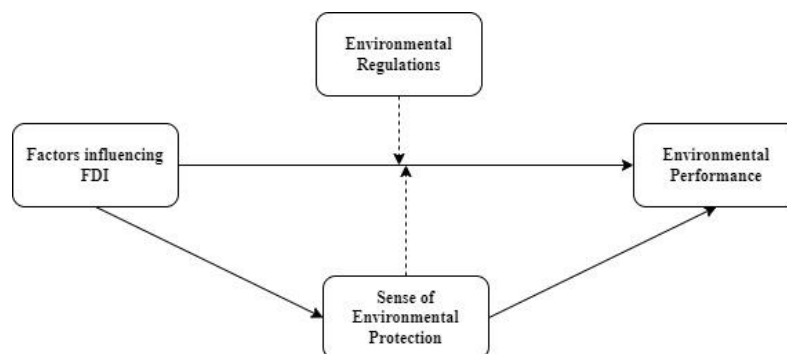 Environmental
Regulations
Factors influencing
FDI
Environmental
Performance
Sense of
Environmental
Protection